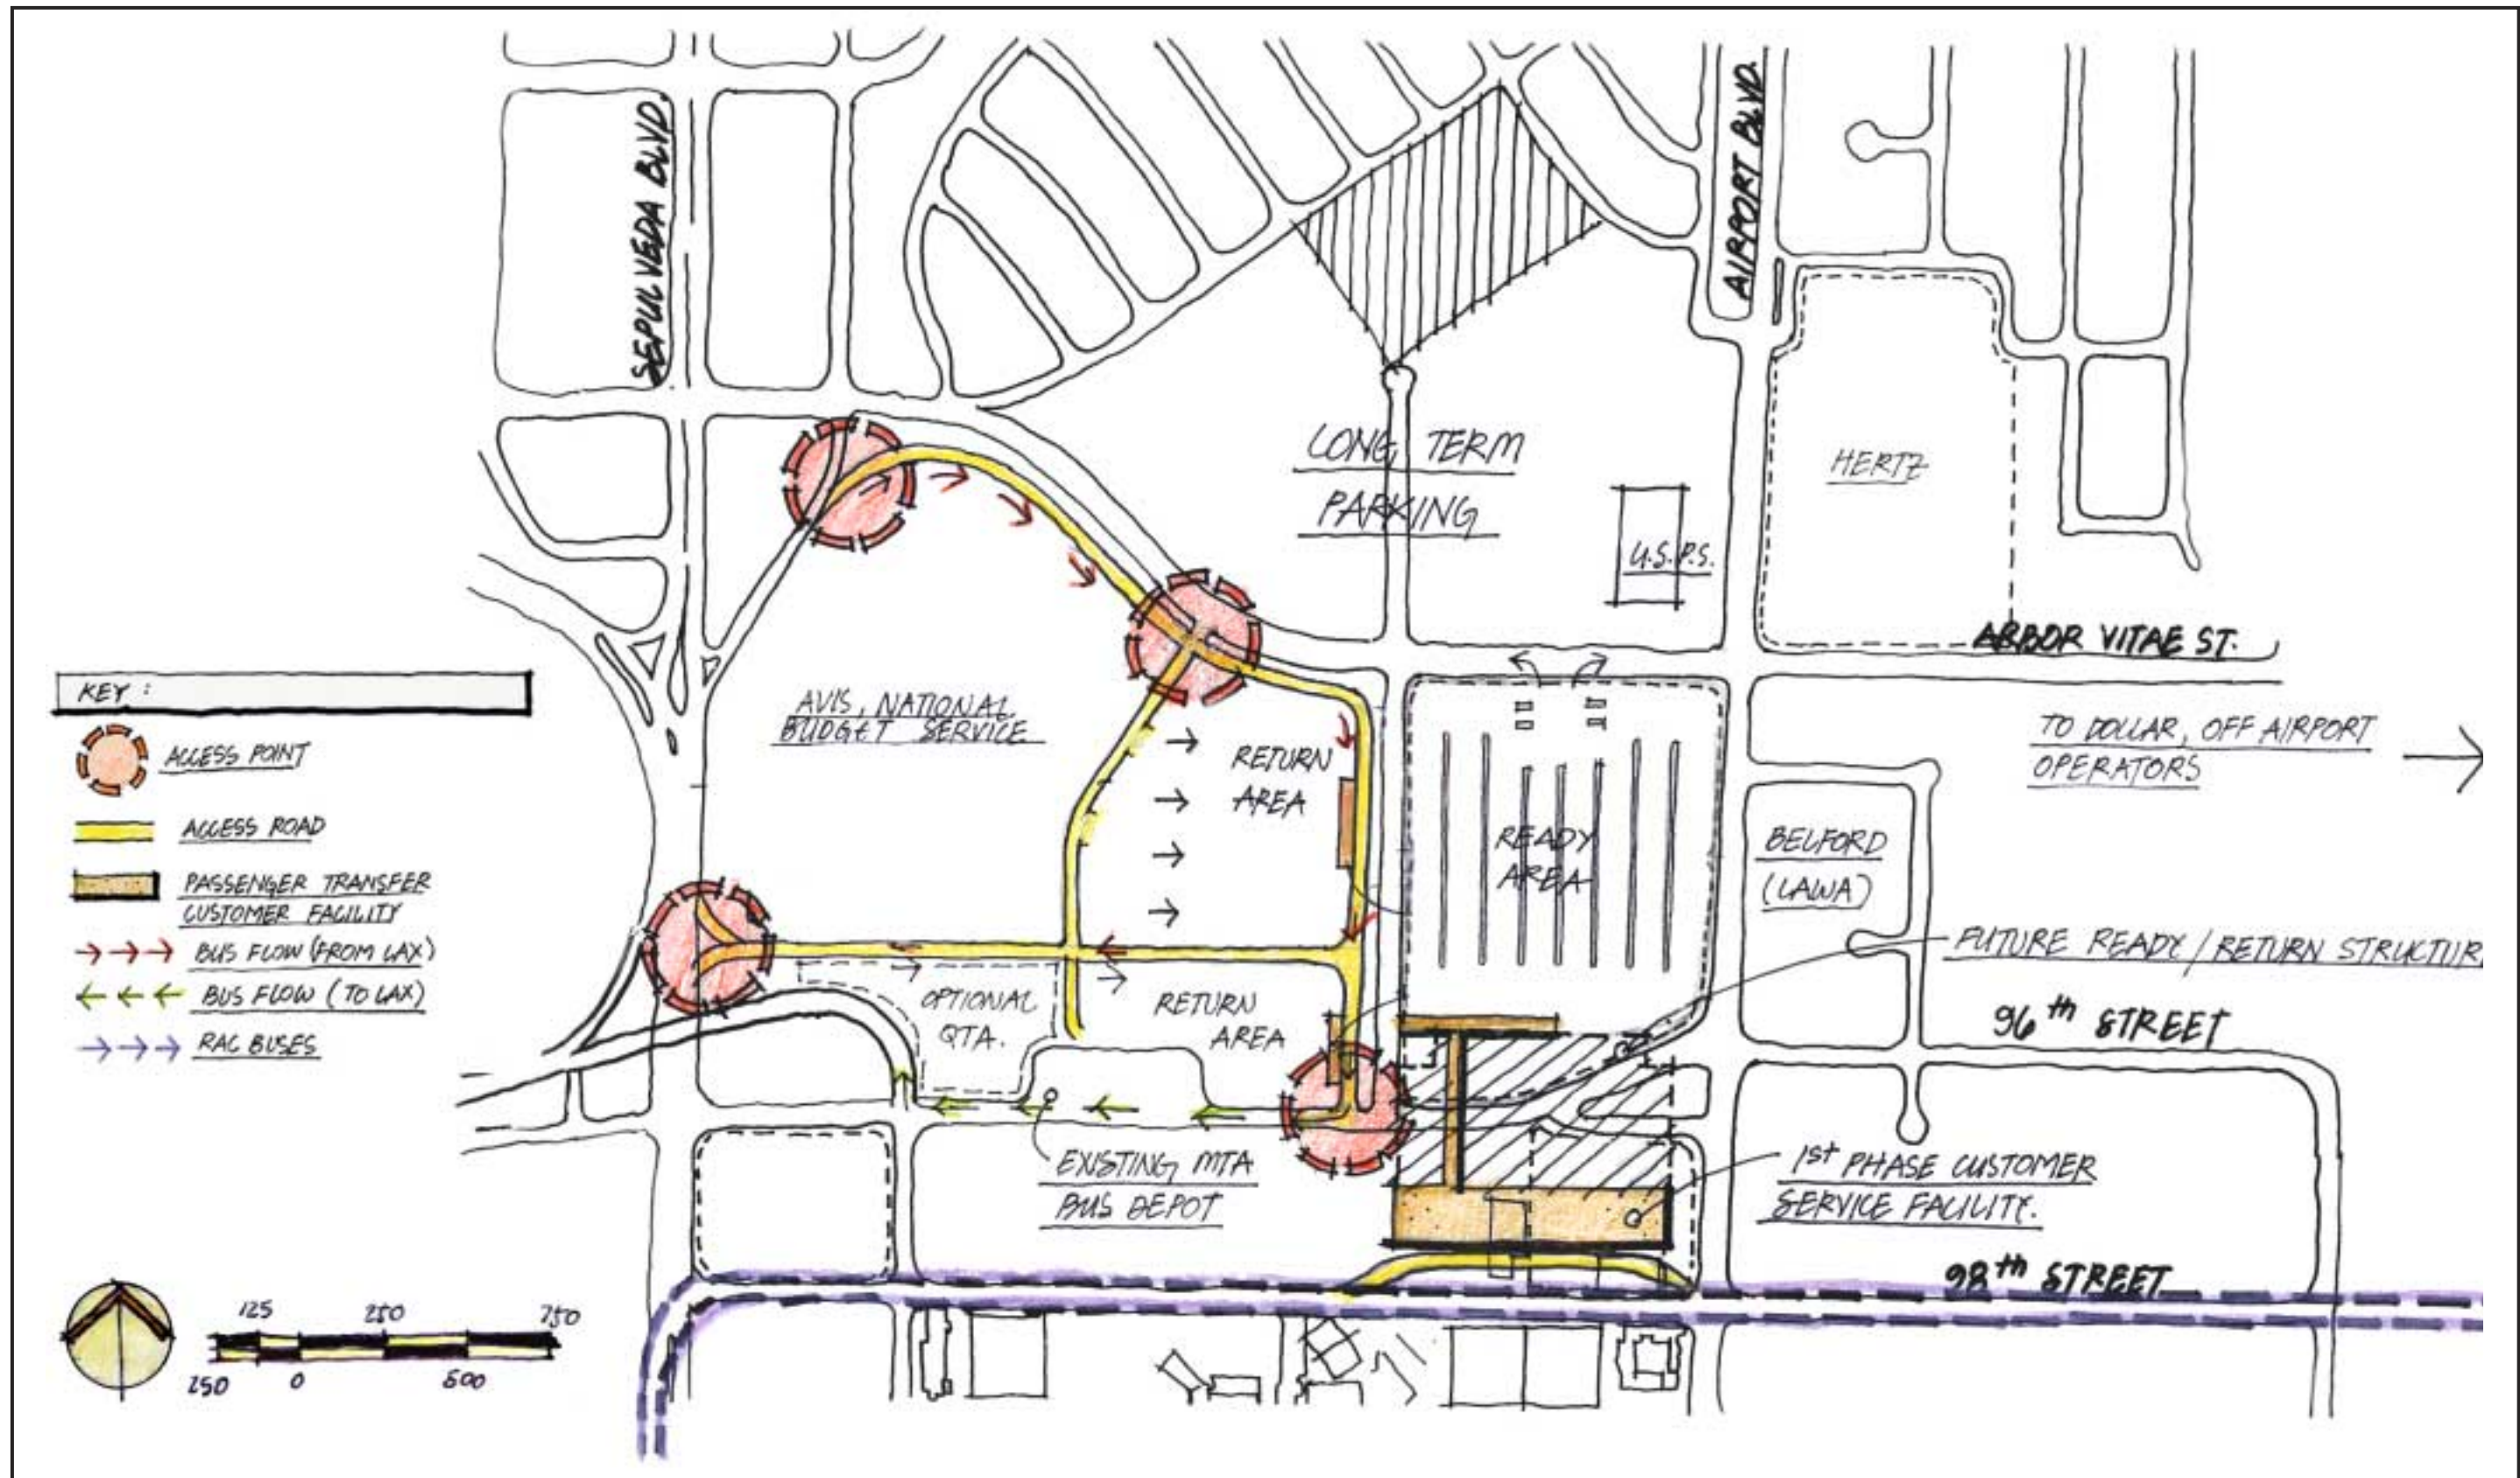 SEPULVEDA BLVD.
AIRPORT BLVD.
LONG TERM
PARKING
HERTZ
U.S.P.S.
ARBOR VITAE ST.
KEY :
ACCESS POINT
ACCESS ROAD
PASSENGER TRANSFER
CUSTOMER FACILITY
BUS FLOW (FROM LAX)
BUS FLOW (TO LAX)
RAC BUSES
AVIS, NATIONAL
BUDGET SERVICE
RETURN
AREA
READY
AREA
TO DOLLAR, OFF AIRPORT
OPERATORS
BELFORD
(LAWA)
FUTURE READY/RETURN STRUCTUR
OPTIONAL
QTA.
RETURN
AREA
96th STREET
EXISTING MTA
BUS DEPOT
1st PHASE CUSTOMER
SERVICE FACILITY.
98th STREET
125 250 750
250 0 500